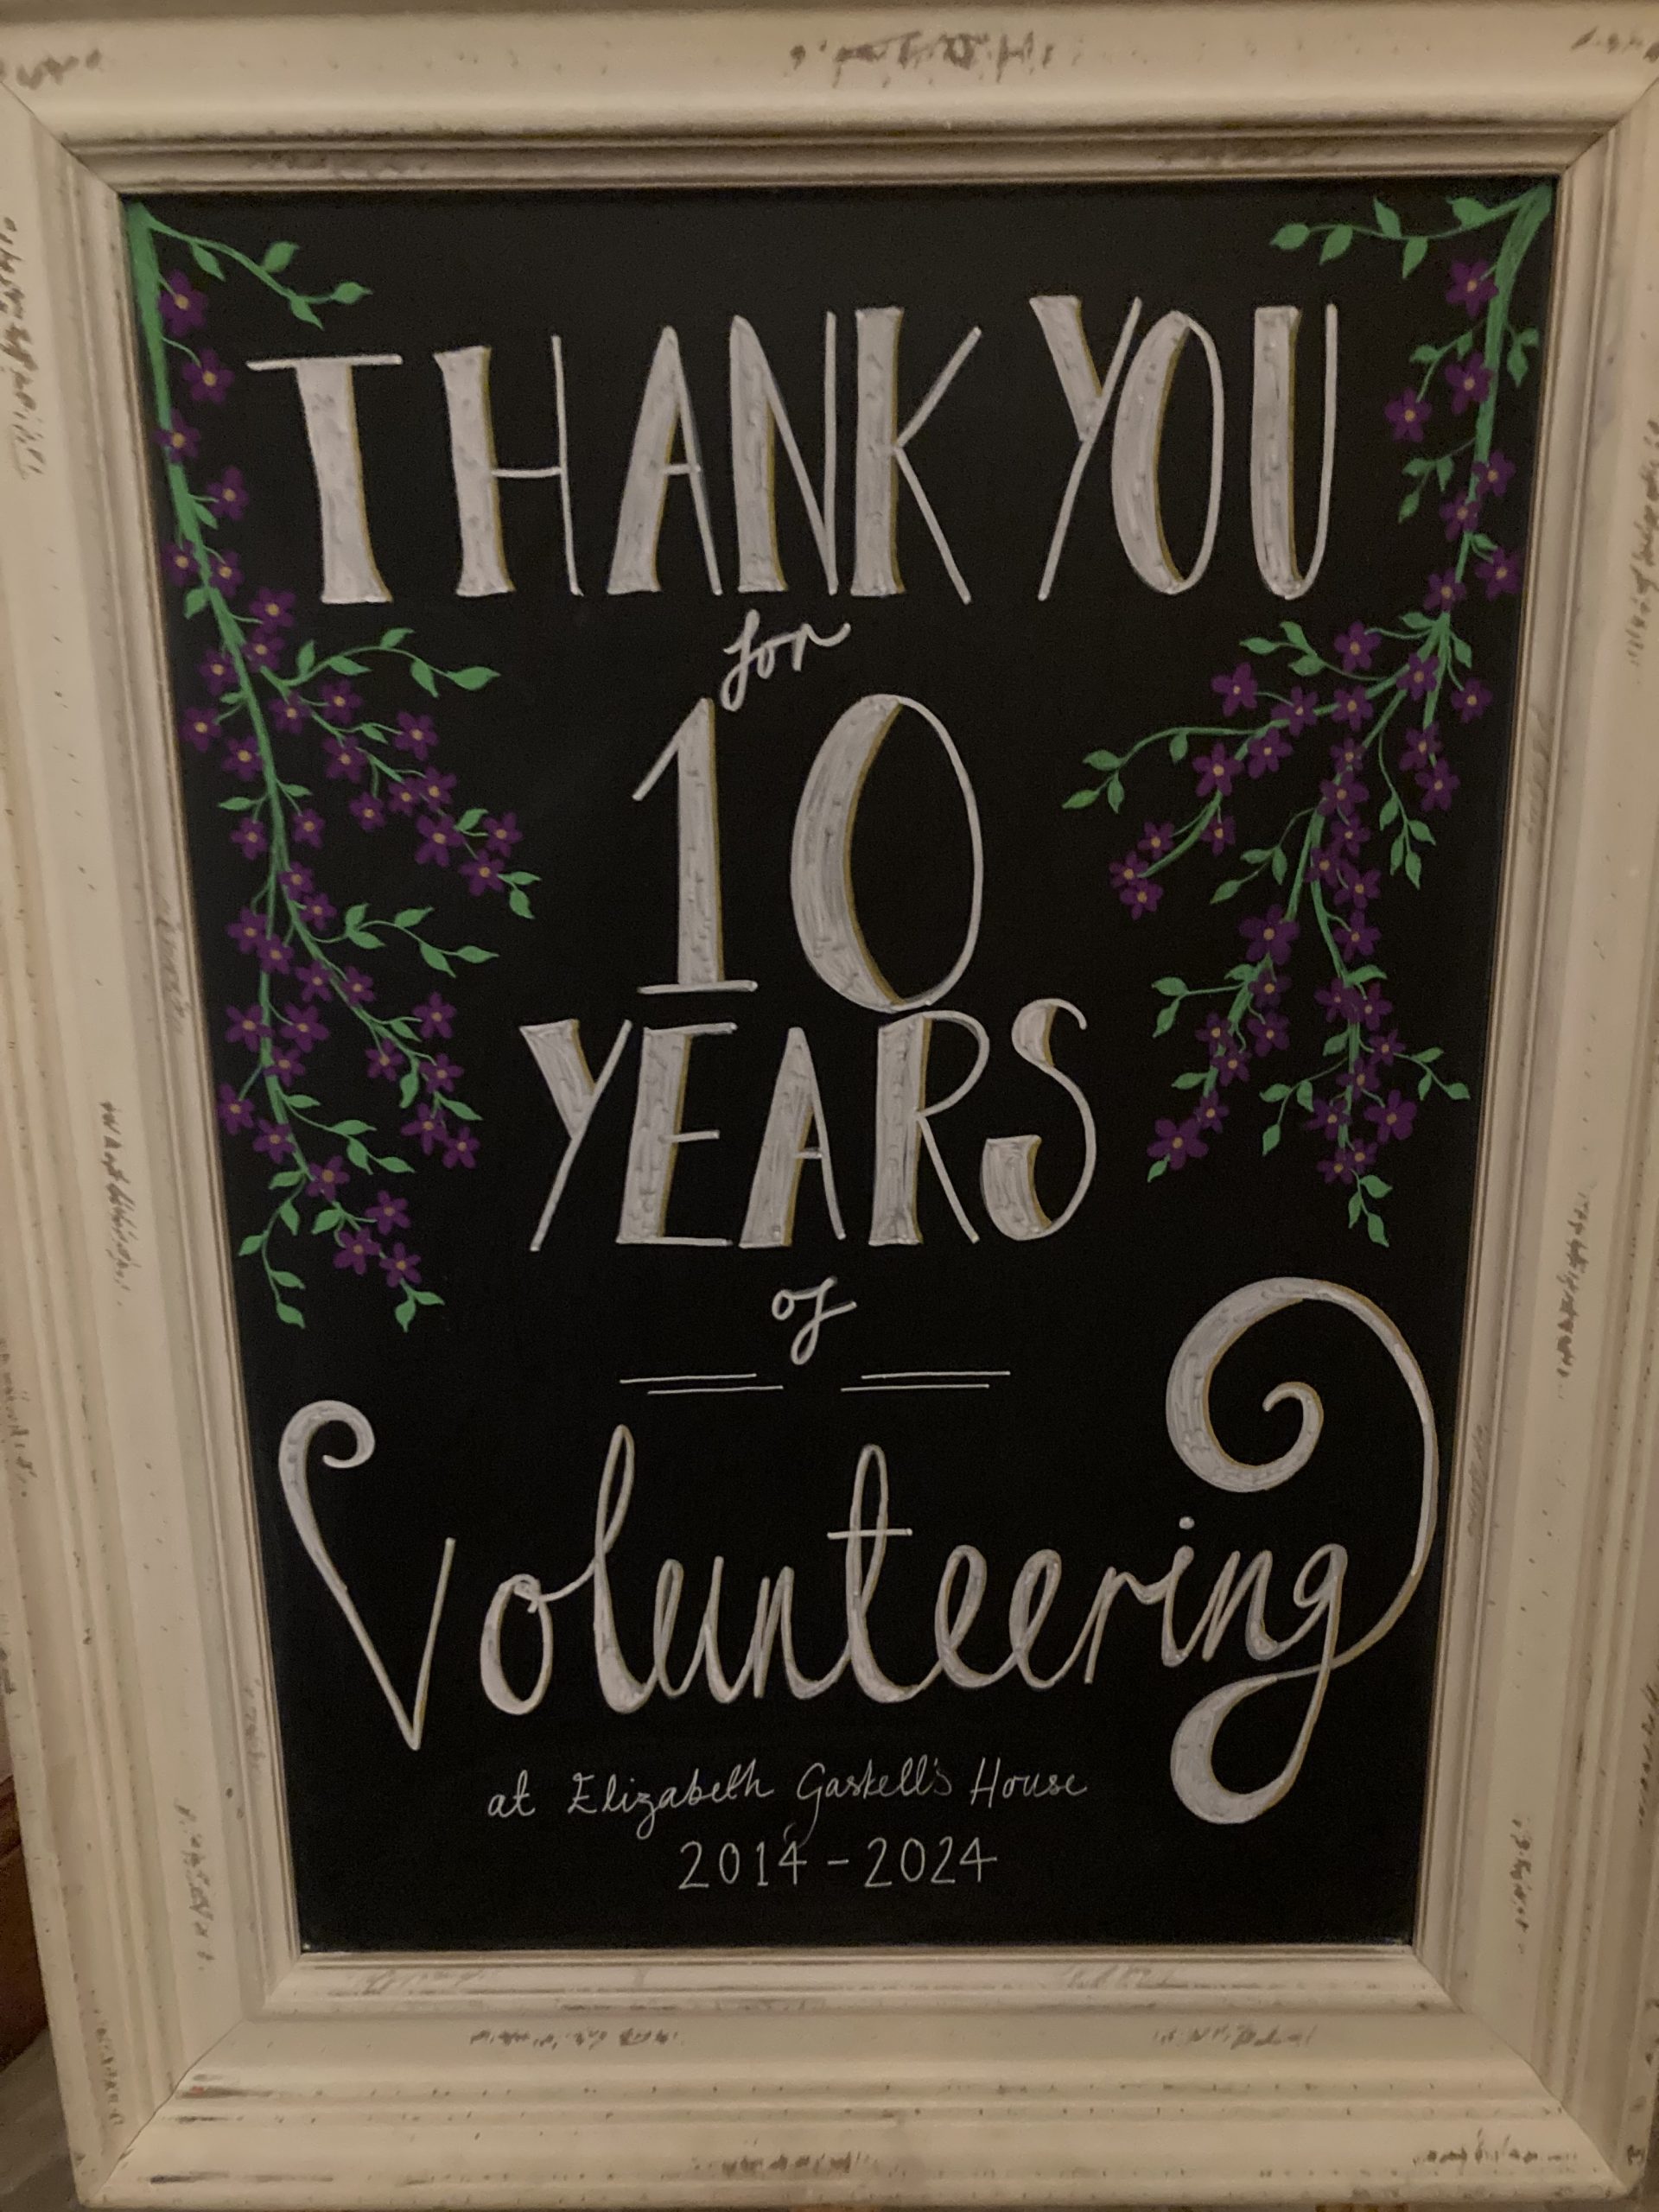 THANK YOU
for
10
YEARS
of
Volunteering
at Elizabeth Gaskell's House
2014-2024